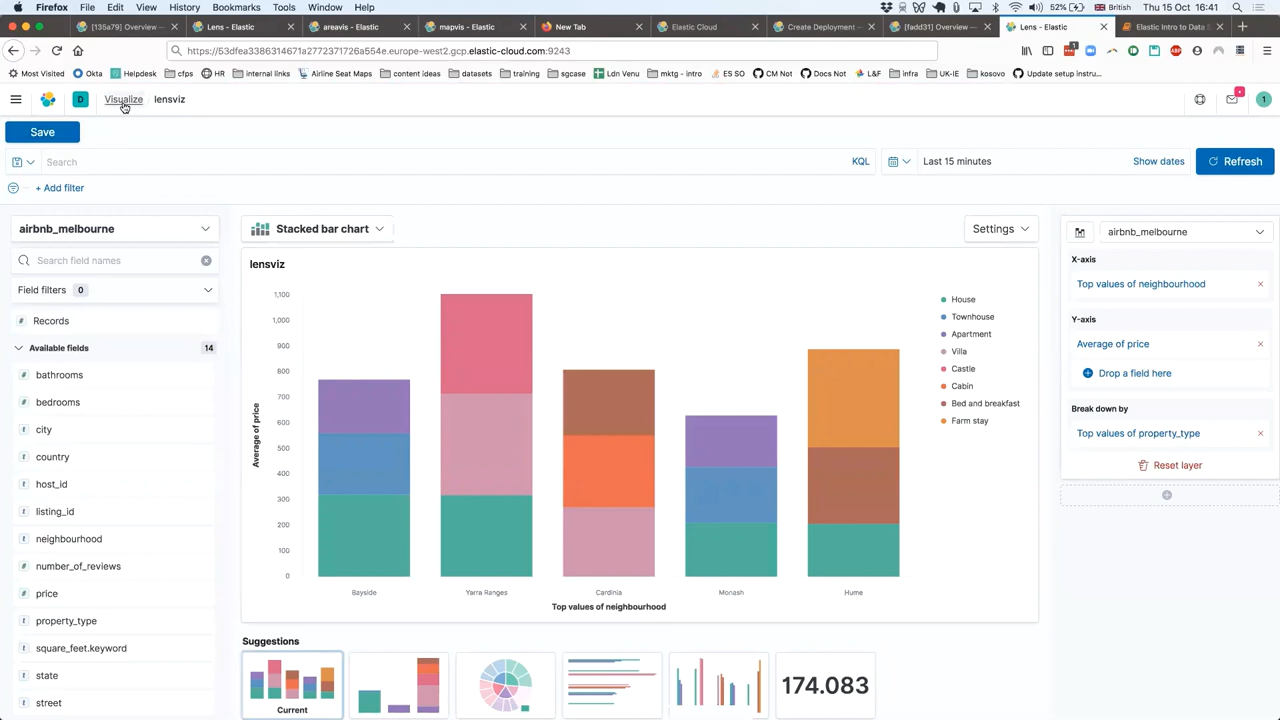 Firefox File Edit View History Bookmarks Tools Window Help 52% British Thu 15 Oct 16:41
[135a79] Overview — Lens - Elastic areavis - Elastic mapvis - Elastic New Tab Elastic Cloud Create Deployment — [fadd31] Overview — Lens - Elastic Elastic Intro to Data
https://53dfea3386314671a2772371726a554e.europe-west2.gcp.elastic-cloud.com:9243
Most Visited Okta Helpdesk cfps HR internal links Airline Seat Maps content ideas datasets training sgcase Ldn Venu mktg - intro ES SO CM Not Docs Not L&F infra UK-IE kosovo Update setup instru...
D Visualize lensviz 1
Save
Search KQL Last 15 minutes Show dates Refresh
+ Add filter
airbnb_melbourne
Search field names
Field filters 0
Records
Available fields 14
bathrooms
bedrooms
city
country
host_id
listing_id
neighbourhood
number_of_reviews
price
property_type
square_feet.keyword
state
street
Stacked bar chart Settings
lensviz
1,100
1,000
900
800
700
600
500
400
300
200
100
0
Average of price
Bayside Yarra Ranges Cardinia Monash Hume
Top values of neighbourhood
House
Townhouse
Apartment
Villa
Castle
Cabin
Bed and breakfast
Farm stay
Suggestions
Current
174.083
airbnb_melbourne
X-axis
Top values of neighbourhood
Y-axis
Average of price
Drop a field here
Break down by
Top values of property_type
Reset layer